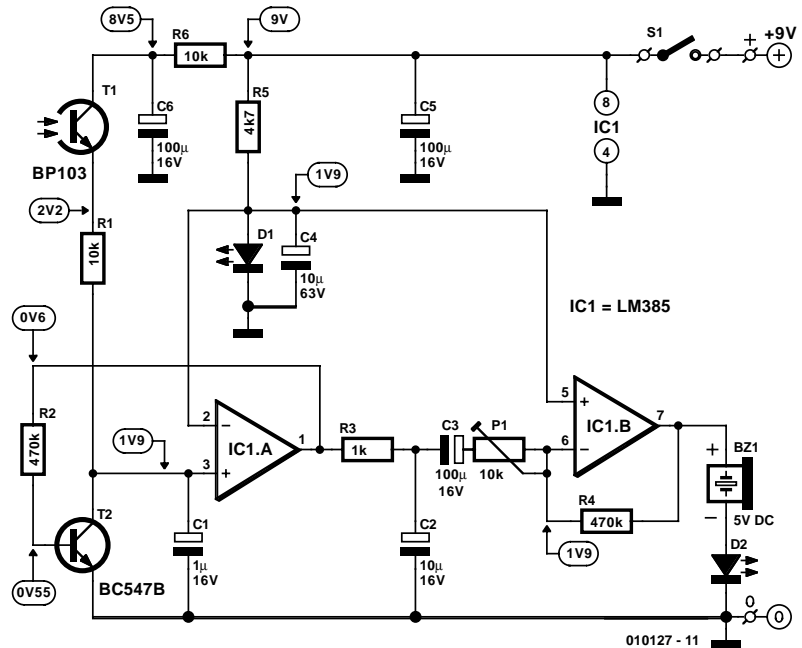 8V5
9V
S1
+
+9V
+
R6
10k
T1
C6
100µ
16V
R5
4k7
C5
100µ
16V
8
IC1
4
BP103
1V9
2V2
R1
10k
D1
C4
10µ
63V
IC1 = LM385
0V6
R2
470k
1V9
2
−
IC1.A
1
3
+
R3
1k
C3
100µ
16V
P1
10k
5
+
IC1.B
7
6
−
R4
470k
1V9
+
BZ1
−
5V DC
D2
T2
C1
1µ
16V
C2
10µ
16V
0V55
BC547B
0
0
010127 - 11